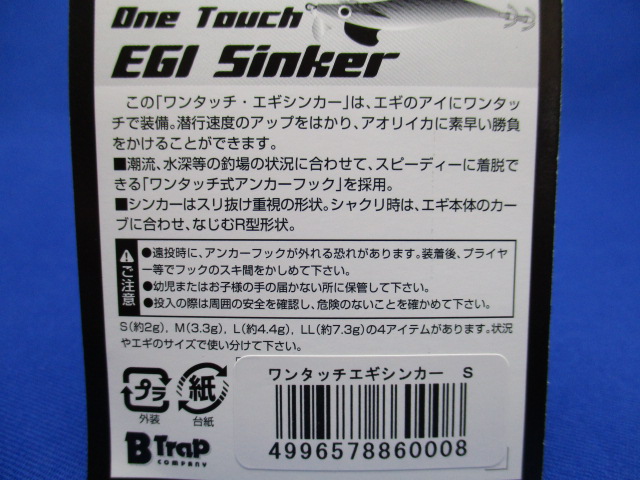 One Touch
EGI Sinker
この「ワンタッチ・エギシンカー」は、エギのアイにワンタッ
チで装備。潜行速度のアップをはかり、アオリイカに素早い勝負
をかけることができます。
■潮流、水深等の釣場の状況に合わせて、スピーディーに着脱で
きる「ワンタッチ式アンカーフック」を採用。
■シンカーはスリ抜け重視の形状。シャクリ時は、エギ本体のカー
ブに合わせ、なじむR型形状。
ご注意
●遠投時に、アンカーフックが外れる恐れがあります。装着後、プライヤ
ー等でフックのスキ間をかしめて下さい。
●幼児またはお子様の手の届かない所に保管して下さい。
●投入の際は周囲の安全を確認し、危険のないことを確かめて下さい。
S(約2g), M(3.3g), L(約4.4g), LL(約7.3g)の4アイテムがあります。状況
やエギのサイズで使い分けて下さい。
プラ
外装
紙
台紙
B Trap
COMPANY
ワンタッチエギシンカー S
4996578860008